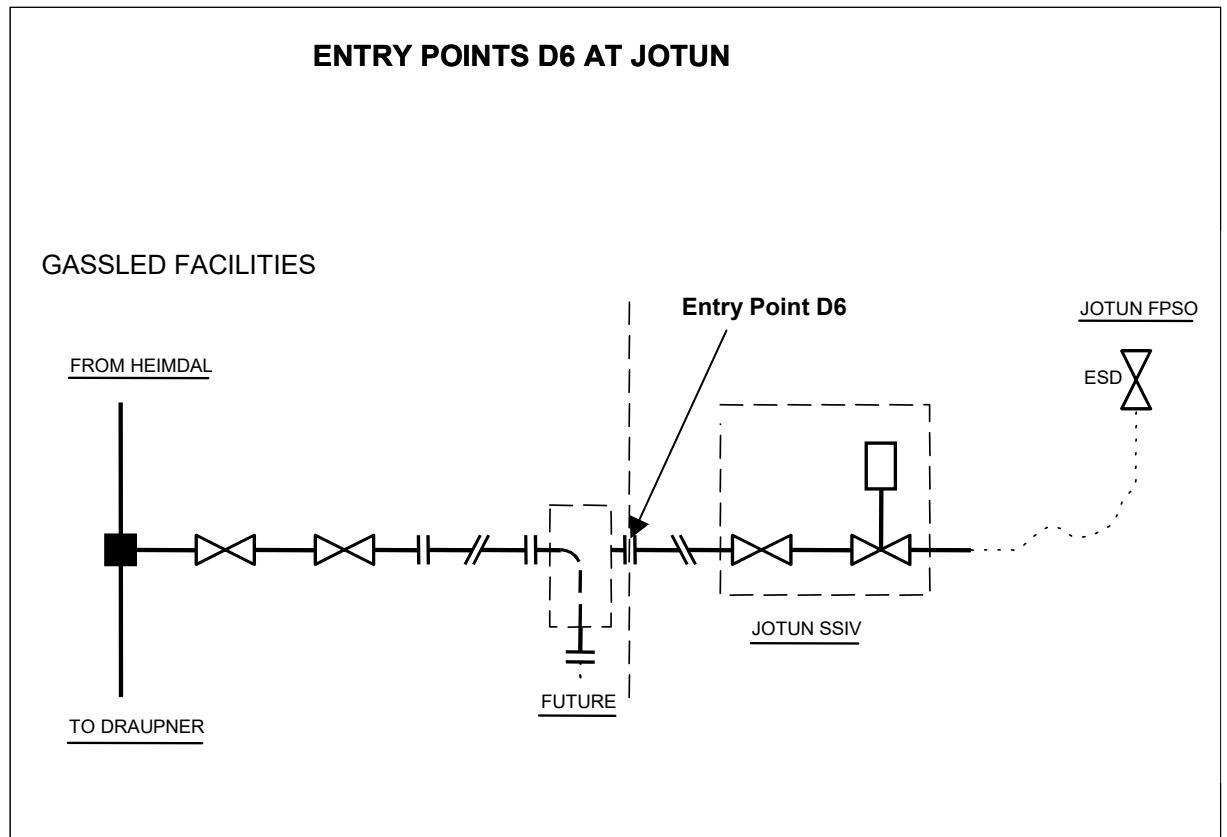 ENTRY POINTS D6 AT JOTUN
GASSLED FACILITIES
Entry Point D6
JOTUN FPSO
FROM HEIMDAL
ESD
JOTUN SSIV
FUTURE
TO DRAUPNER